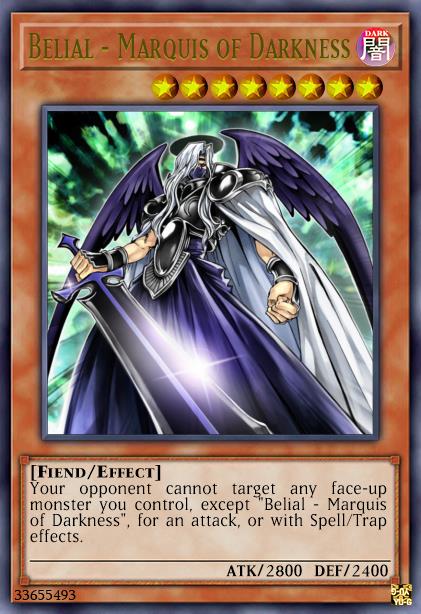 Belial - Marquis of Darkness
DARK
闇
[Fiend/Effect]
Your opponent cannot target any face-up
monster you control, except "Belial - Marquis
of Darkness", for an attack, or with Spell/Trap
effects.
ATK/2800 DEF/2400
33655493